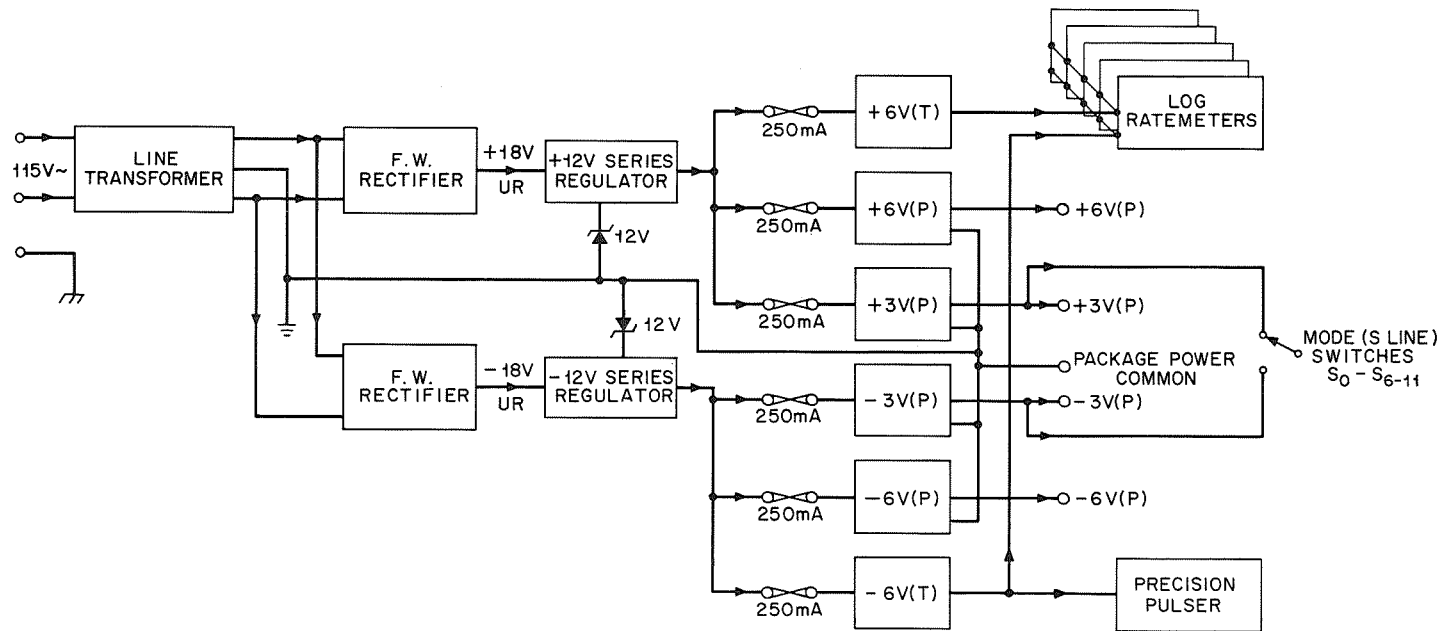 115V~
LINE
TRANSFORMER
F. W.
RECTIFIER
+18V
UR
+12V SERIES
REGULATOR
12V
F. W.
RECTIFIER
-18V
UR
12V
-12V SERIES
REGULATOR
250mA
+6V(T)
LOG
RATEMETERS
250mA
+6V(P)
+6V(P)
250mA
+3V(P)
+3V(P)
MODE (S LINE)
SWITCHES
S0 - S6-11
PACKAGE POWER
COMMON
250mA
-3V(P)
-3V(P)
250mA
-6V(P)
-6V(P)
250mA
-6V(T)
PRECISION
PULSER